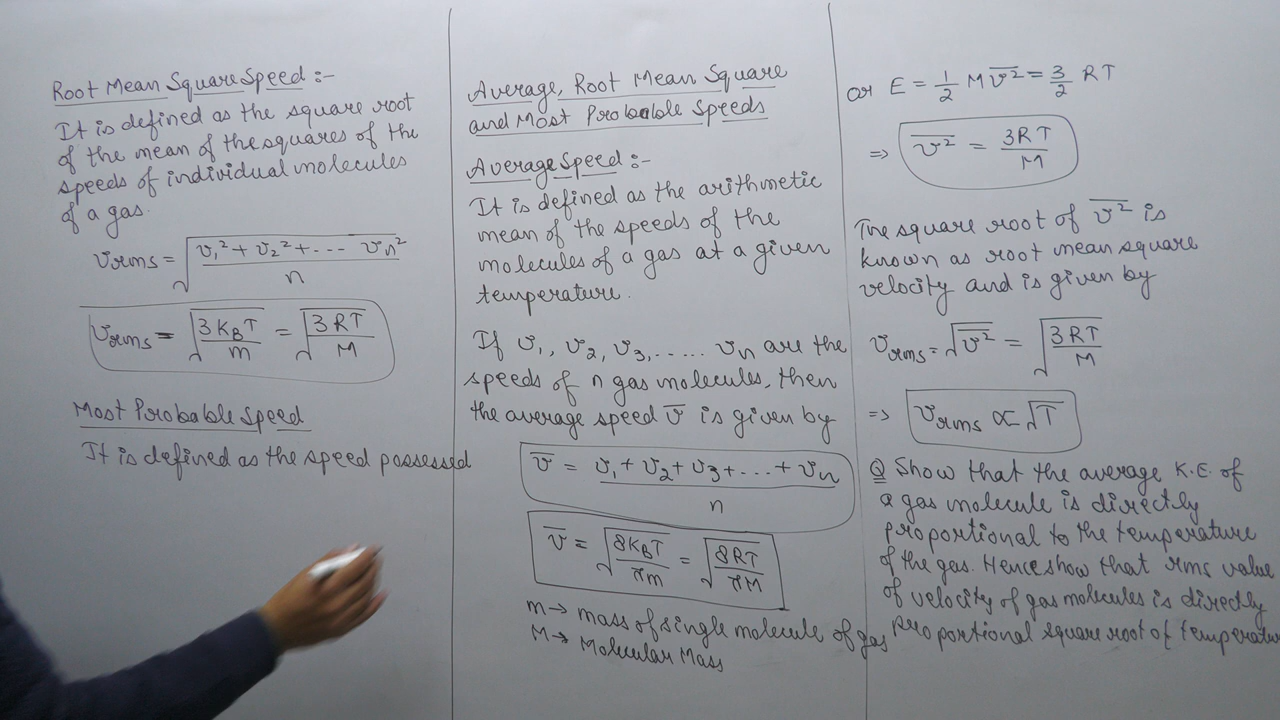 Root Mean Square Speed :-
It is defined as the square root
of the mean of the squares of the
speeds of individual molecules
of a gas.
vrms = √((v₁² + v₂² + ... vn²)/n)
vrms = √(3KBT/m) = √(3RT/M)
Most Probable Speed
It is defined as the speed possessed
Average, Root Mean Square
and Most Probable Speeds
Average Speed :-
It is defined as the arithmetic
mean of the speeds of the
molecules of a gas at a given
temperature.
If v₁, v₂, v₃, ..... vn are the
speeds of n gas molecules, then
the average speed v̅ is given by
v̅ = (v₁ + v₂ + v₃ + ... + vn)/n
v̅ = √(8KBT/πm) = √(8RT/πM)
m → mass of single molecule of gas
M → Molecular Mass
or E = 1/2 M v̅² = 3/2 RT
⇒ v̅² = 3RT/M
The square root of v̅² is
known as root mean square
velocity and is given by
vrms = √v̅² = √(3RT/M)
⇒ vrms ∝ √T
Q Show that the average K.E. of
a gas molecule is directly
proportional to the temperature
of the gas. Hence show that rms value
of velocity of gas molecules is directly
proportional square root of temperatur